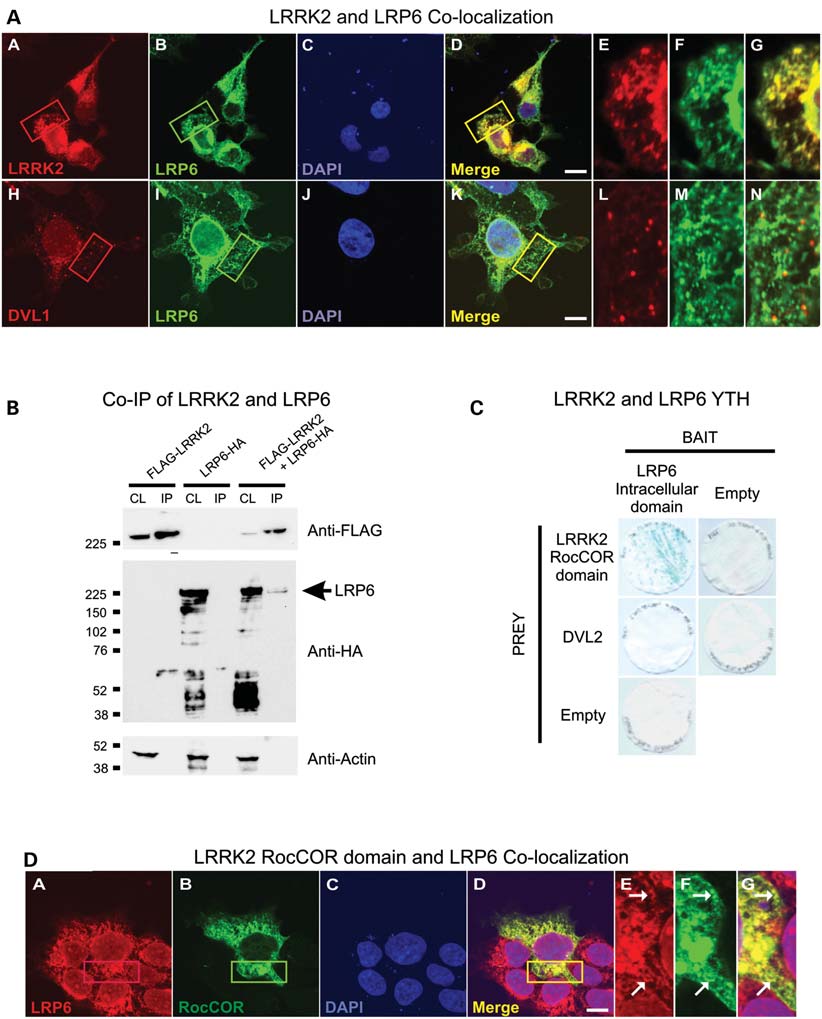 A
LRRK2 and LRP6 Co-localization
A B C D E F G
LRRK2 LRP6 DAPI Merge
H I J K L M N
DVL1 LRP6 DAPI Merge
B
Co-IP of LRRK2 and LRP6
FLAG-LRRK2
LRP6-HA
FLAG-LRRK2
+ LRP6-HA
CL IP CL IP CL IP
225
Anti-FLAG
225
150
102
76
52
38
LRP6
Anti-HA
52
38
Anti-Actin
C
LRRK2 and LRP6 YTH
BAIT
LRP6
Intracellular
domain
Empty
PREY
LRRK2
RocCOR
domain
DVL2
Empty
D
LRRK2 RocCOR domain and LRP6 Co-localization
A B C D E F G
LRP6 RocCOR DAPI Merge